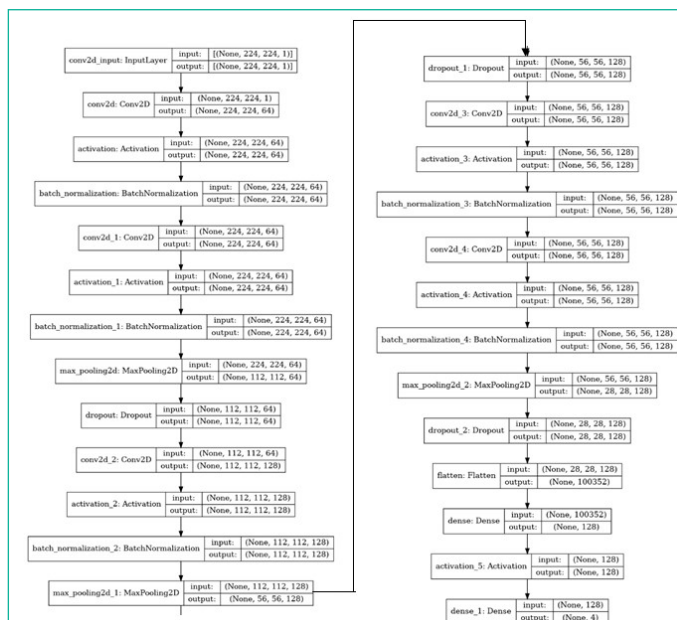 conv2d_input: InputLayer input: [(None, 224, 224, 1)]
output: [(None, 224, 224, 1)]
conv2d: Conv2D input: (None, 224, 224, 1)
output: (None, 224, 224, 64)
activation: Activation input: (None, 224, 224, 64)
output: (None, 224, 224, 64)
batch_normalization: BatchNormalization input: (None, 224, 224, 64)
output: (None, 224, 224, 64)
conv2d_1: Conv2D input: (None, 224, 224, 64)
output: (None, 224, 224, 64)
activation_1: Activation input: (None, 224, 224, 64)
output: (None, 224, 224, 64)
batch_normalization_1: BatchNormalization input: (None, 224, 224, 64)
output: (None, 224, 224, 64)
max_pooling2d: MaxPooling2D input: (None, 224, 224, 64)
output: (None, 112, 112, 64)
dropout: Dropout input: (None, 112, 112, 64)
output: (None, 112, 112, 64)
conv2d_2: Conv2D input: (None, 112, 112, 64)
output: (None, 112, 112, 128)
activation_2: Activation input: (None, 112, 112, 128)
output: (None, 112, 112, 128)
batch_normalization_2: BatchNormalization input: (None, 112, 112, 128)
output: (None, 112, 112, 128)
max_pooling2d_1: MaxPooling2D input: (None, 112, 112, 128)
output: (None, 56, 56, 128)
dropout_1: Dropout input: (None, 56, 56, 128)
output: (None, 56, 56, 128)
conv2d_3: Conv2D input: (None, 56, 56, 128)
output: (None, 56, 56, 128)
activation_3: Activation input: (None, 56, 56, 128)
output: (None, 56, 56, 128)
batch_normalization_3: BatchNormalization input: (None, 56, 56, 128)
output: (None, 56, 56, 128)
conv2d_4: Conv2D input: (None, 56, 56, 128)
output: (None, 56, 56, 128)
activation_4: Activation input: (None, 56, 56, 128)
output: (None, 56, 56, 128)
batch_normalization_4: BatchNormalization input: (None, 56, 56, 128)
output: (None, 56, 56, 128)
max_pooling2d_2: MaxPooling2D input: (None, 56, 56, 128)
output: (None, 28, 28, 128)
dropout_2: Dropout input: (None, 28, 28, 128)
output: (None, 28, 28, 128)
flatten: Flatten input: (None, 28, 28, 128)
output: (None, 100352)
dense: Dense input: (None, 100352)
output: (None, 128)
activation_5: Activation input: (None, 128)
output: (None, 128)
dense_1: Dense input: (None, 128)
output: (None, 4)